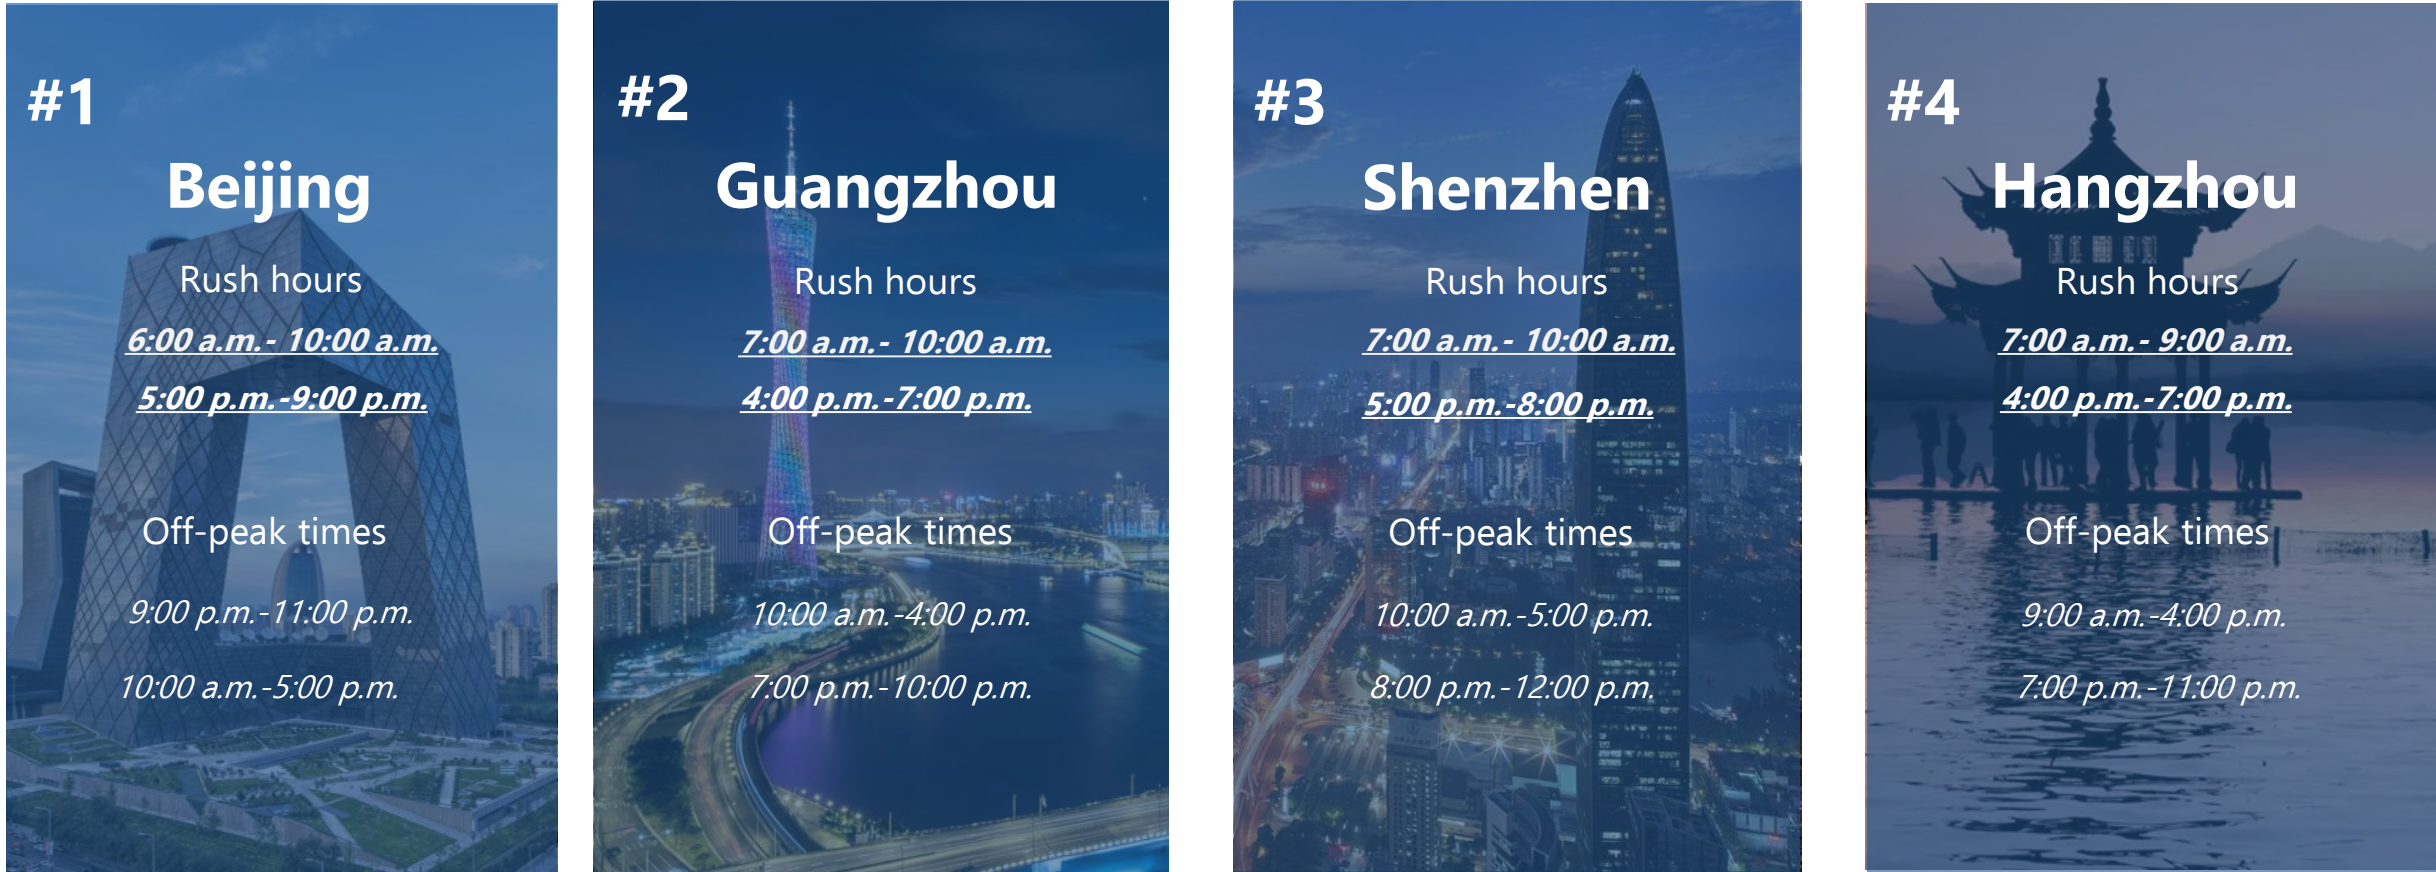 #1
Beijing
Rush hours
6:00 a.m.- 10:00 a.m.
5:00 p.m.-9:00 p.m.
Off-peak times
9:00 p.m.-11:00 p.m.
10:00 a.m.-5:00 p.m.
#2
Guangzhou
Rush hours
7:00 a.m.- 10:00 a.m.
4:00 p.m.-7:00 p.m.
Off-peak times
10:00 a.m.-4:00 p.m.
7:00 p.m.-10:00 p.m.
#3
Shenzhen
Rush hours
7:00 a.m.- 10:00 a.m.
5:00 p.m.-8:00 p.m.
Off-peak times
10:00 a.m.-5:00 p.m.
8:00 p.m.-12:00 p.m.
#4
Hangzhou
Rush hours
7:00 a.m.- 9:00 a.m.
4:00 p.m.-7:00 p.m.
Off-peak times
9:00 a.m.-4:00 p.m.
7:00 p.m.-11:00 p.m.